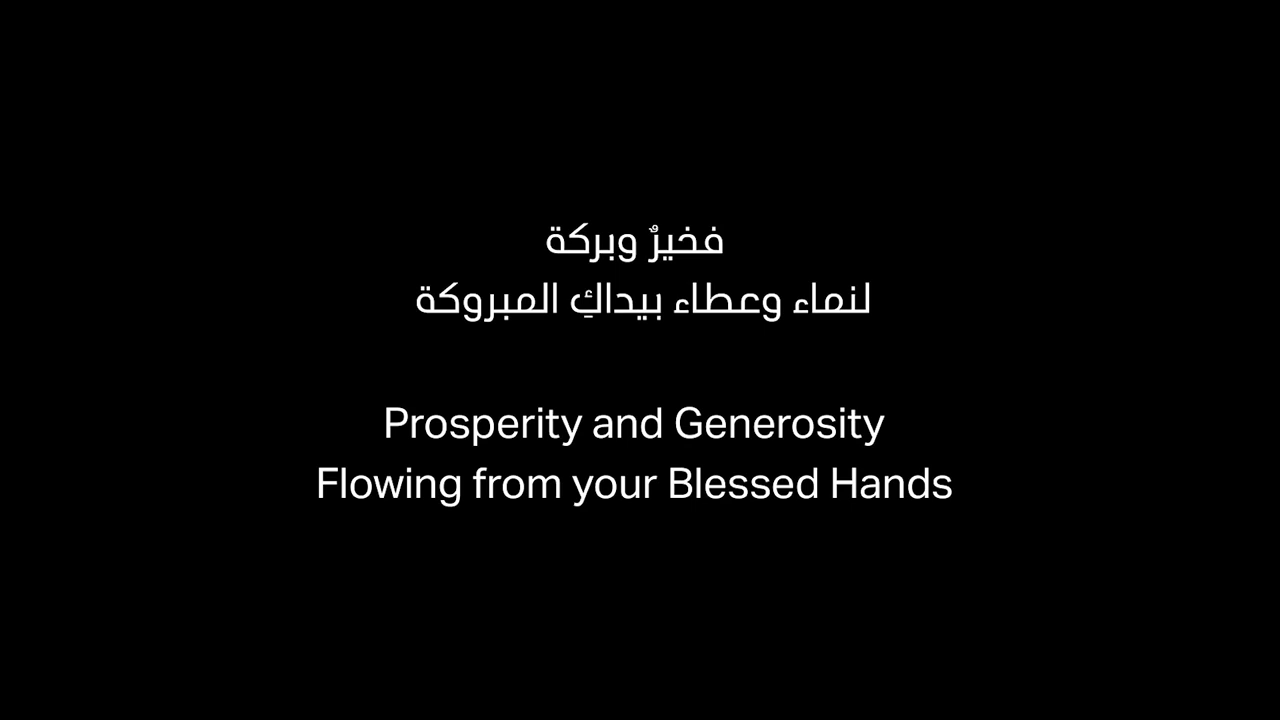 فخيرٌ وبركة
لنماء وعطاء بيداكِ المبروكة
Prosperity and Generosity
Flowing from your Blessed Hands